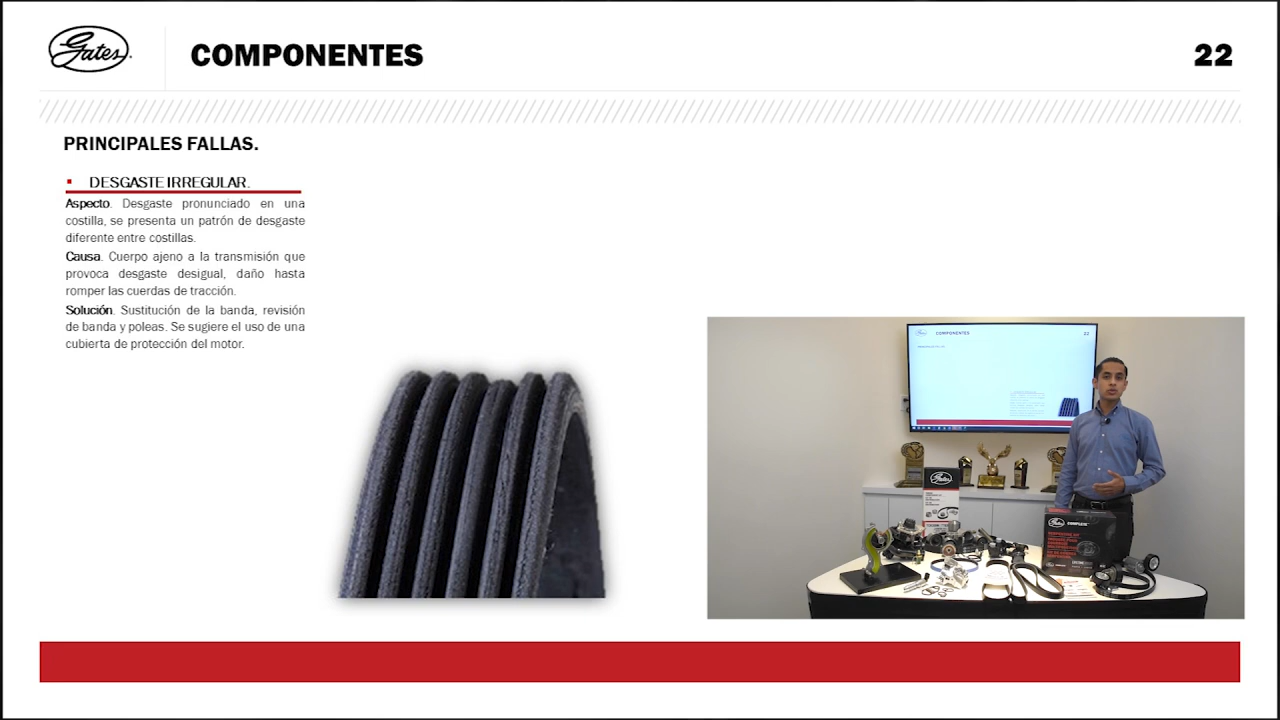 Gates
COMPONENTES
22
PRINCIPALES FALLAS.
▪ DESGASTE IRREGULAR.
Aspecto. Desgaste pronunciado en una
costilla, se presenta un patrón de desgaste
diferente entre costillas.
Causa. Cuerpo ajeno a la transmisión que
provoca desgaste desigual, daño hasta
romper las cuerdas de tracción.
Solución. Sustitución de la banda, revisión
de banda y poleas. Se sugiere el uso de una
cubierta de protección del motor.
COMPONENTES
22
Gates
Gates